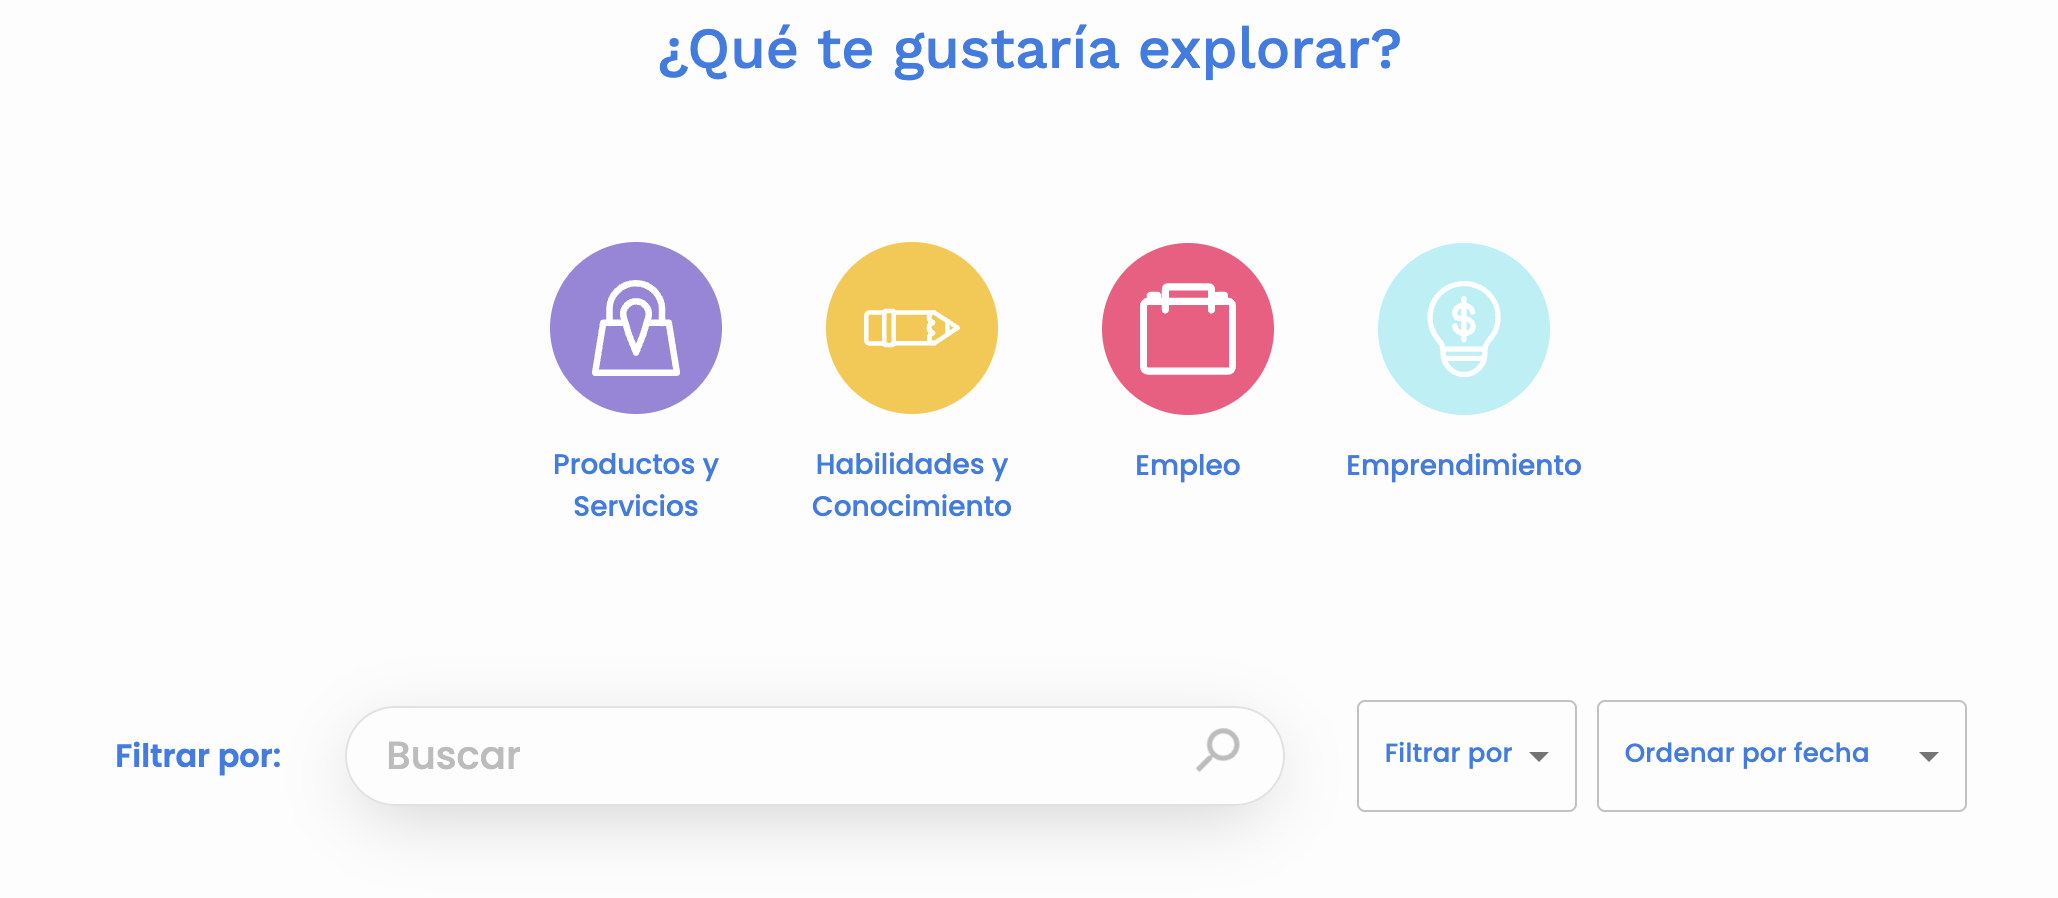 ¿Qué te gustaría explorar?
$
Productos y
Servicios
Habilidades y
Conocimiento
Empleo
Emprendimiento
Filtrar por:
Buscar
Filtrar por
Ordenar por fecha